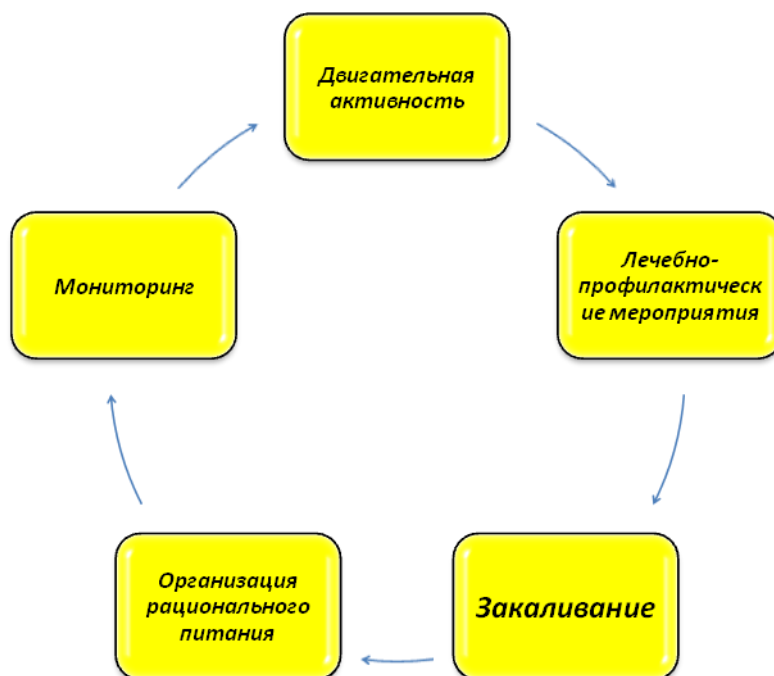 Двигательная
активность
Лечебно-
профилактическ
ие мероприятия
Закаливание
Организация
рационального
питания
Мониторинг